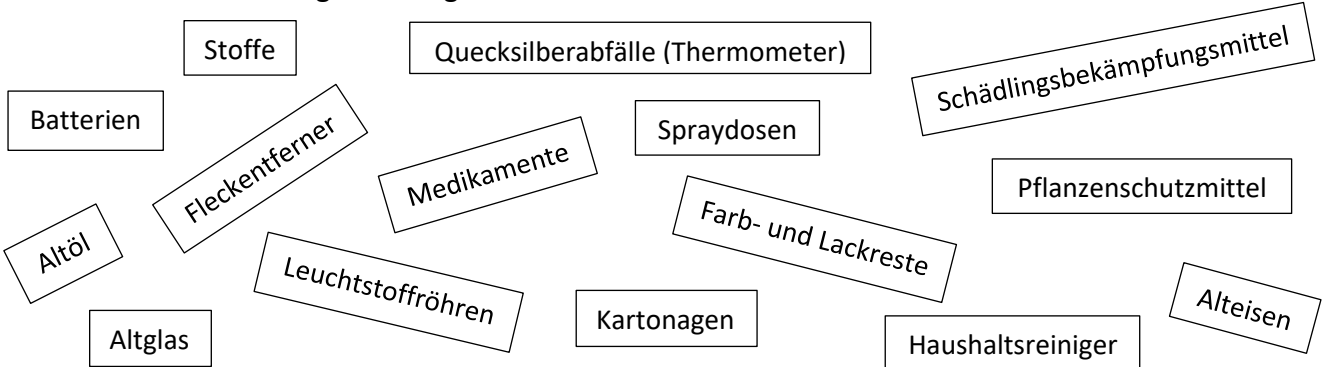 Stoffe
Quecksilberabfälle (Thermometer)
Schädlingsbekämpfungsmittel
Batterien
Fleckentferner
Medikamente
Spraydosen
Pflanzenschutzmittel
Altöl
Leuchtstoffröhren
Farb- und Lackreste
Altglas
Kartonagen
Haushaltsreiniger
Alteisen